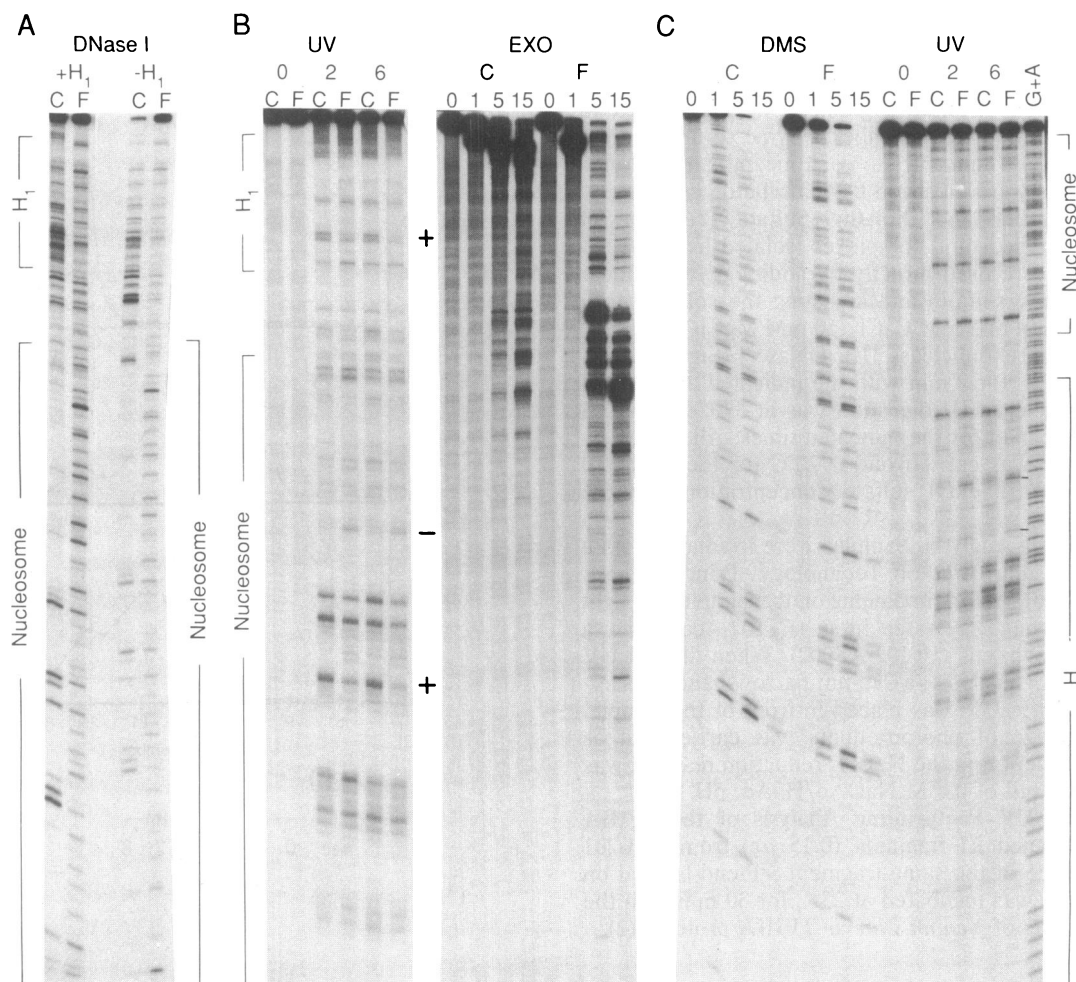 A
DNase I
+H1 -H1
C F C F
H1
Nucleosome
Nucleosome
B
UV
0 2 6
C F C F C F
H1
Nucleosome
+
−
+
EXO
C F
0 1 5 15 0 1 5 15
C
DMS
C F
0 1 5 15 0 1 5 15
UV
0 2 6
C F C F C F G+A
Nucleosome
H